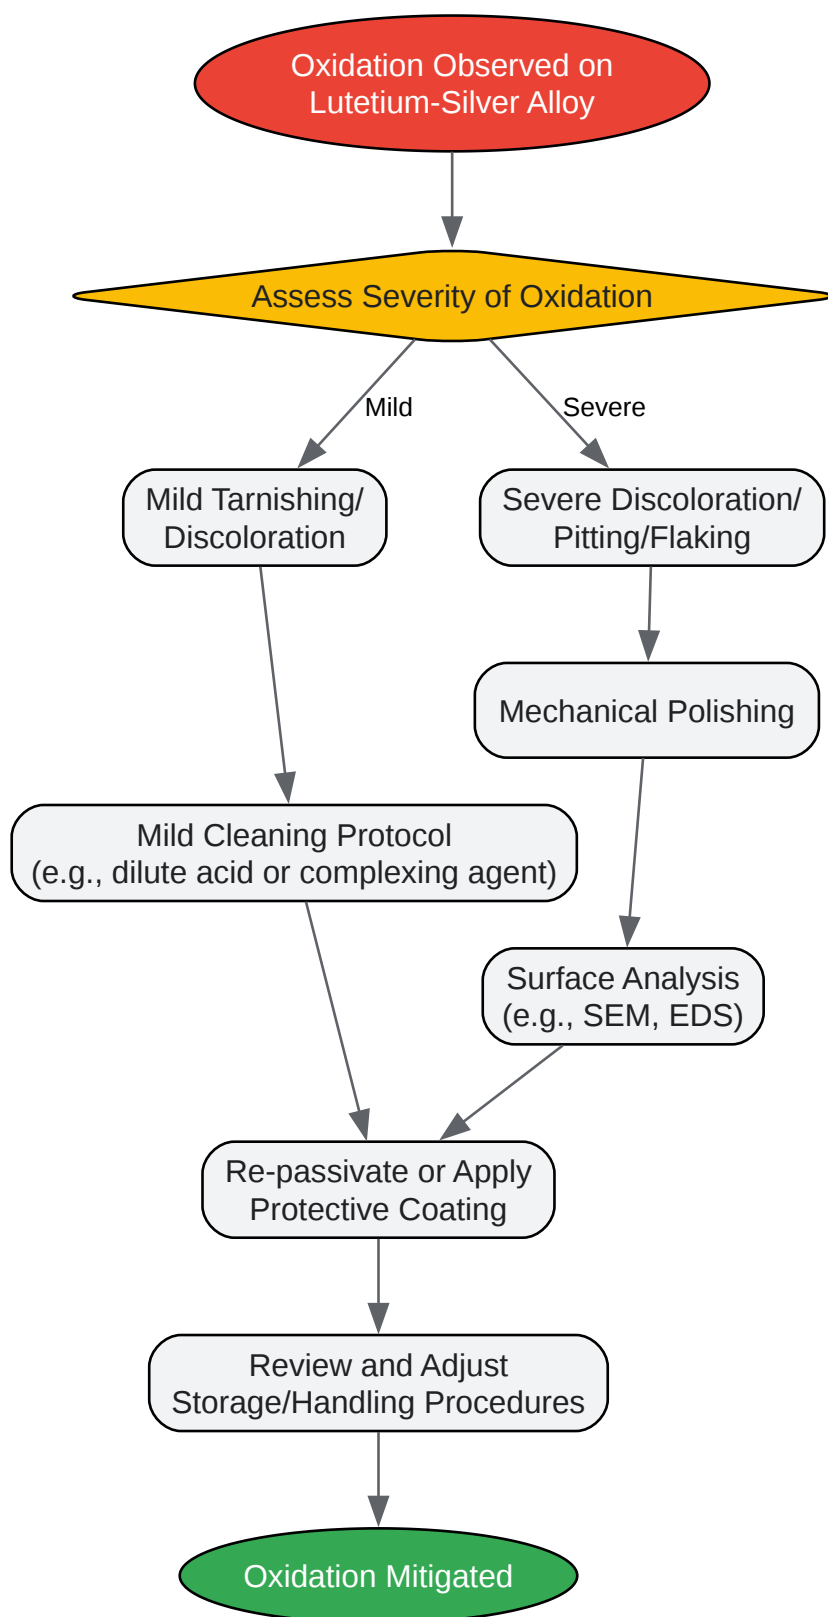 Oxidation Observed on
Lutetium-Silver Alloy
Assess Severity of Oxidation
Mild
Severe
Mild Tarnishing/
Discoloration
Severe Discoloration/
Pitting/Flaking
Mechanical Polishing
Mild Cleaning Protocol
(e.g., dilute acid or complexing agent)
Surface Analysis
(e.g., SEM, EDS)
Re-passivate or Apply
Protective Coating
Review and Adjust
Storage/Handling Procedures
Oxidation Mitigated